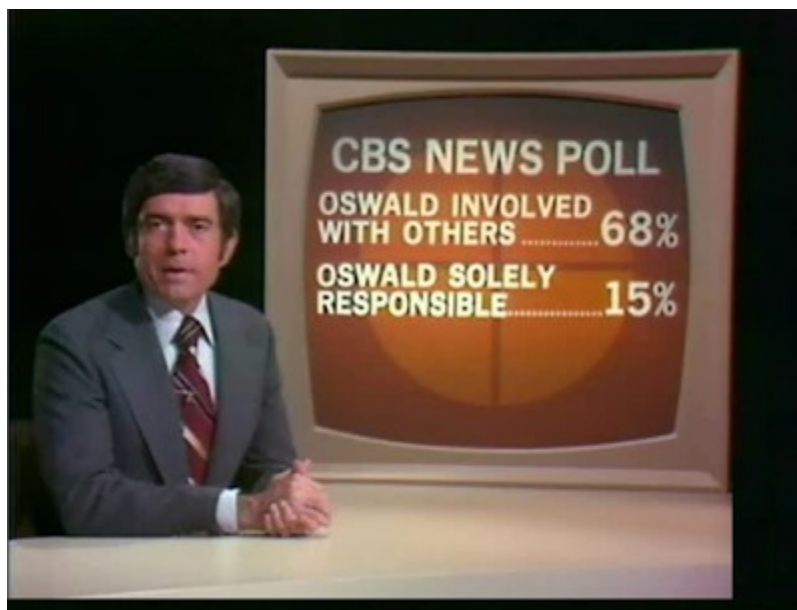 CBS NEWS POLL
OSWALD INVOLVED
WITH OTHERS ............ 68%
OSWALD SOLELY
RESPONSIBLE............... 15%